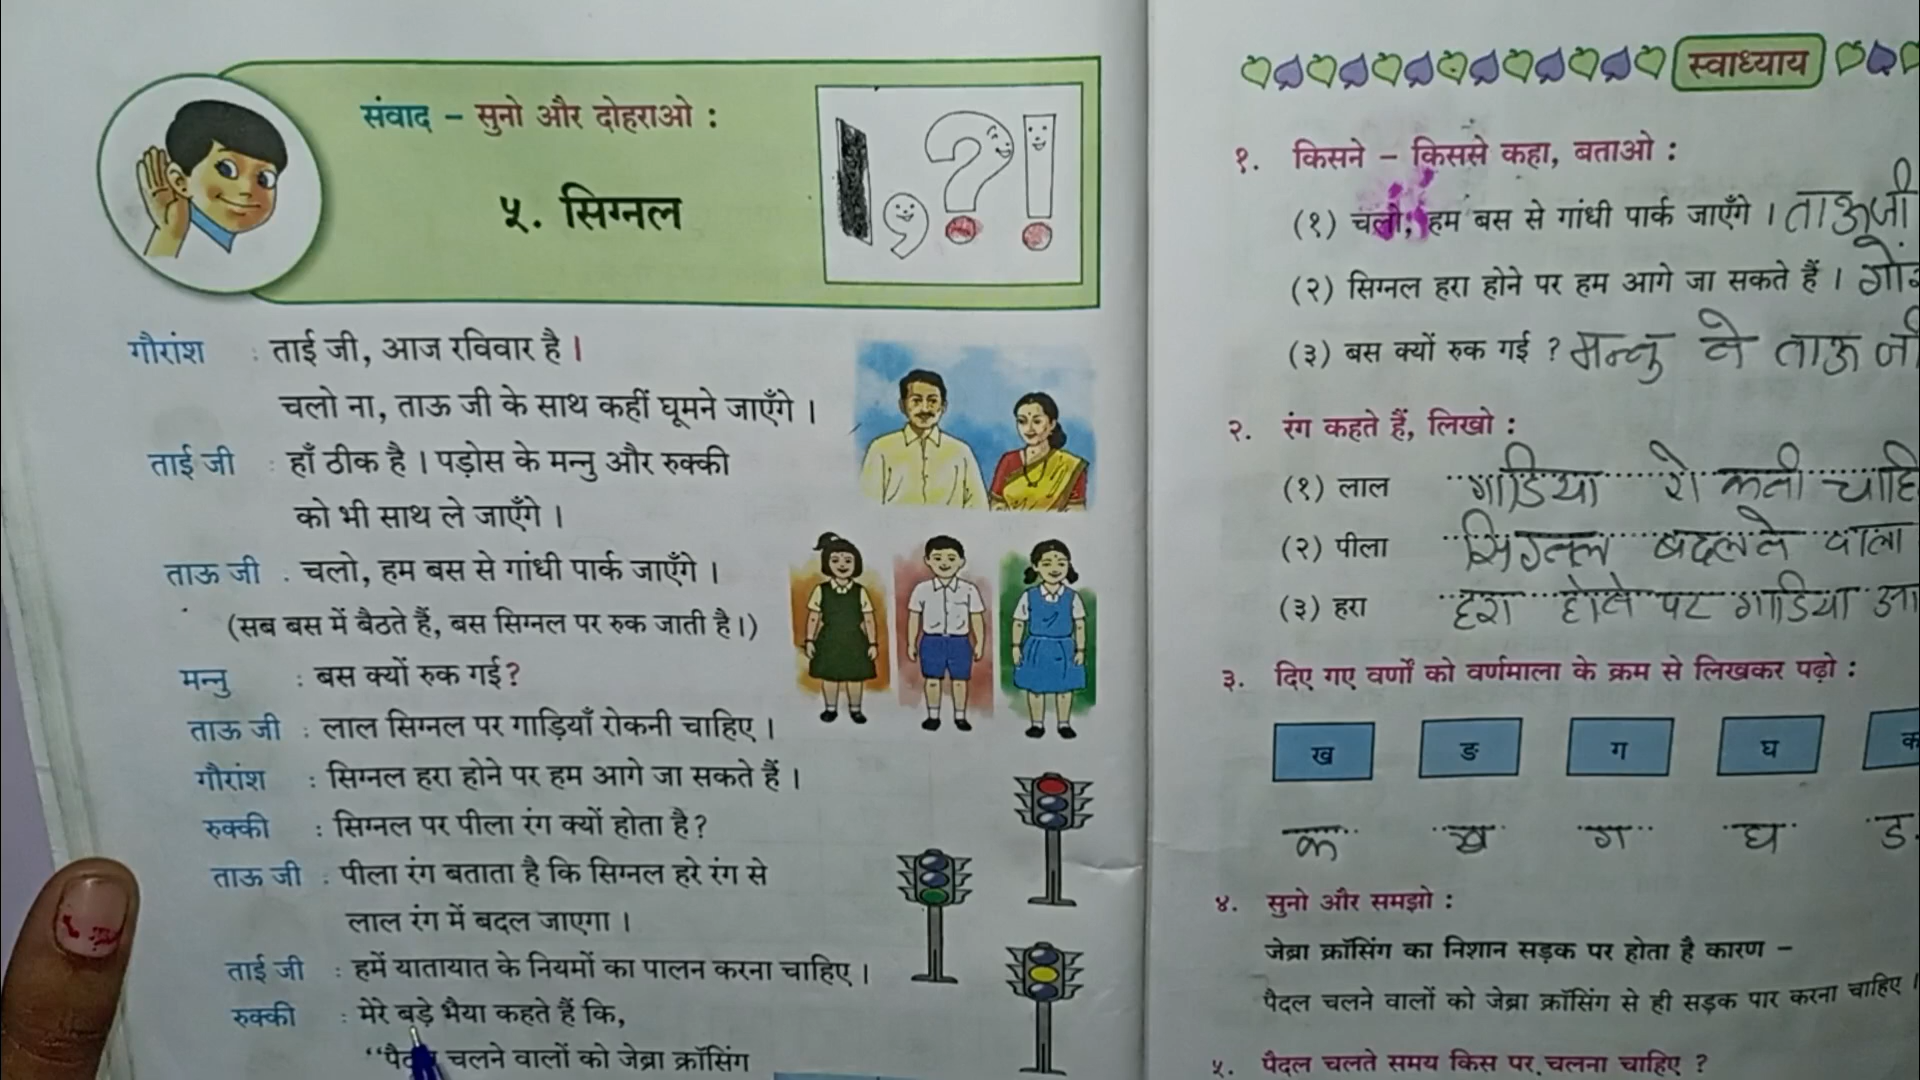 संवाद – सुनो और दोहराओ :
५. सिग्नल
गौरांश : ताई जी, आज रविवार है ।
चलो ना, ताऊ जी के साथ कहीं घूमने जाएँगे ।
ताई जी : हाँ ठीक है । पड़ोस के मन्नु और रुक्की
को भी साथ ले जाएँगे ।
ताऊ जी : चलो, हम बस से गांधी पार्क जाएँगे ।
(सब बस में बैठते हैं, बस सिग्नल पर रुक जाती है।)
मन्नु : बस क्यों रुक गई?
ताऊ जी : लाल सिग्नल पर गाड़ियाँ रोकनी चाहिए ।
गौरांश : सिग्नल हरा होने पर हम आगे जा सकते हैं ।
रुक्की : सिग्नल पर पीला रंग क्यों होता है?
ताऊ जी : पीला रंग बताता है कि सिग्नल हरे रंग से
लाल रंग में बदल जाएगा ।
ताई जी : हमें यातायात के नियमों का पालन करना चाहिए ।
रुक्की : मेरे बड़े भैया कहते हैं कि,
चलने वालों को जेब्रा क्रॉसिंग
स्वाध्याय
१. किसने – किससे कहा, बताओ :
(१) चलो, हम बस से गांधी पार्क जाएँगे । ताऊजी
(२) सिग्नल हरा होने पर हम आगे जा सकते हैं ।
(३) बस क्यों रुक गई ? मन्नु ने ताऊ जी
२. रंग कहते हैं, लिखो :
(१) लाल गाडिया रोकनी
(२) पीला सिग्नल बदलने वाला
(३) हरा हरा होने पर गाडिया
३. दिए गए वर्णों को वर्णमाला के क्रम से लिखकर पढ़ो :
ख ङ ग घ क
क ख ग घ
४. सुनो और समझो :
जेब्रा क्रॉसिंग का निशान सड़क पर होता है कारण –
पैदल चलने वालों को जेब्रा क्रॉसिंग से ही सड़क पार करना चाहिए ।
५. पैदल चलते समय किस पर चलना चाहिए ?